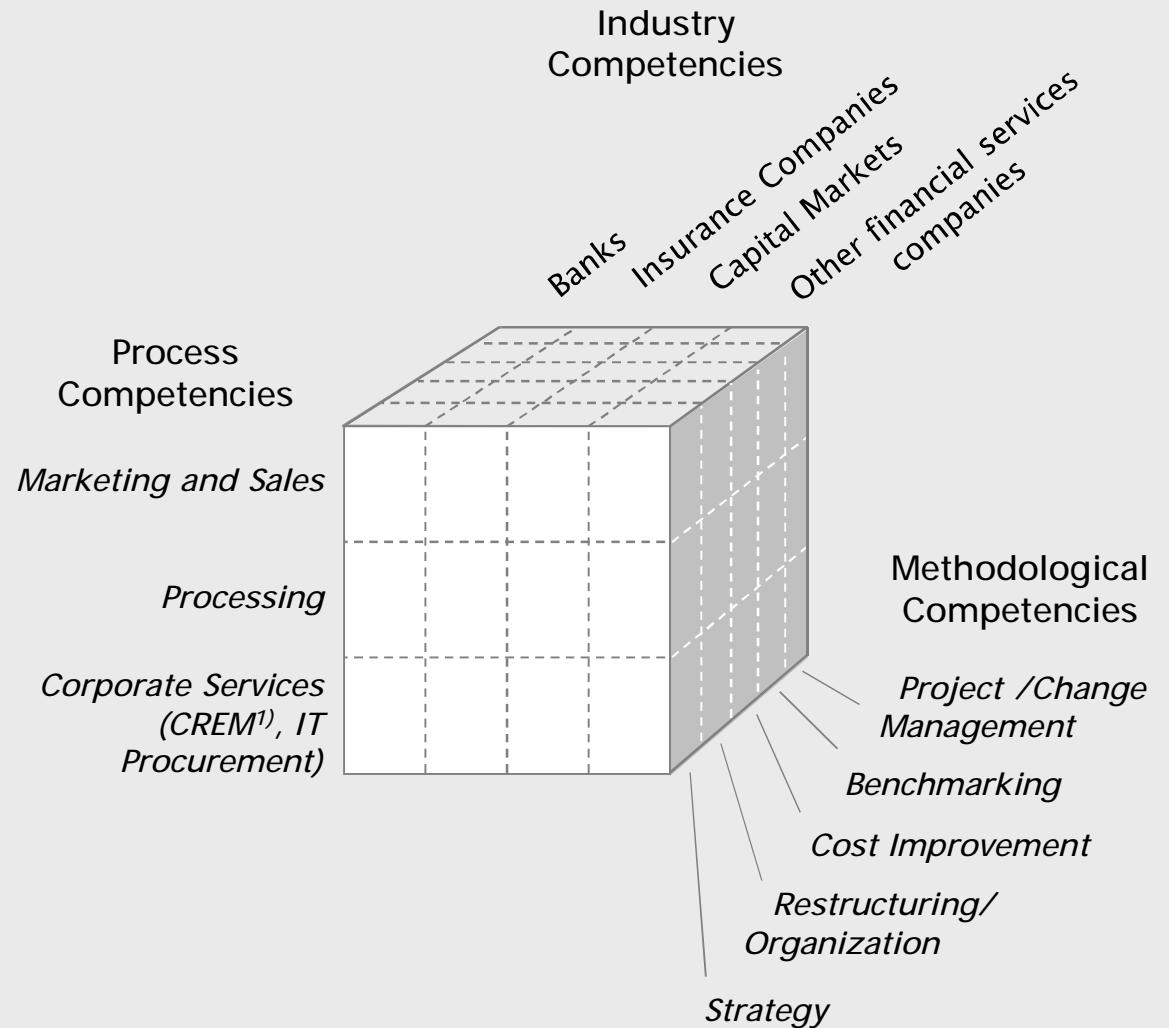 Industry
Competencies
Banks
Insurance Companies
Capital Markets
Other financial services
companies
Process
Competencies
Marketing and Sales
Processing
Corporate Services
(CREM1), IT
Procurement)
Methodological
Competencies
Project /Change
Management
Benchmarking
Cost Improvement
Restructuring/
Organization
Strategy